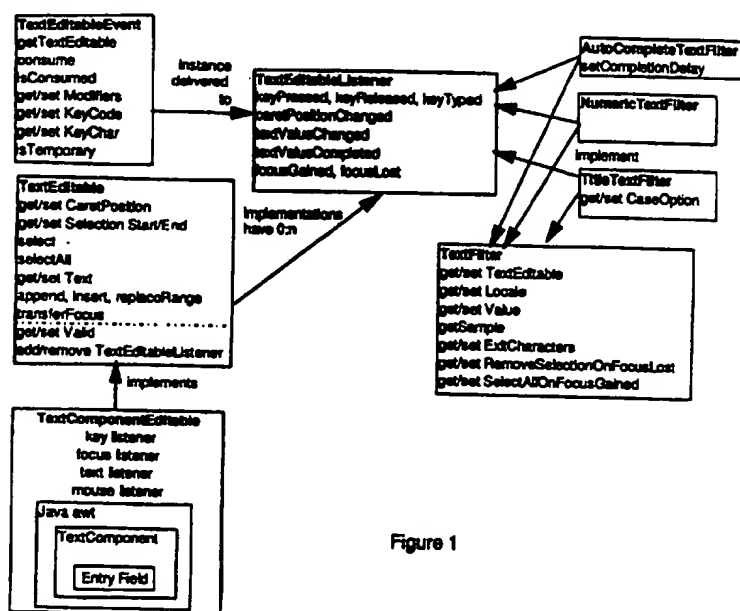 TextEditableEvent
getTextEditable
consume
isConsumed
get/set Modifiers
get/set KeyCode
get/set KeyChar
isTemporary
instance
delivered
to
TextEditableListener
keyPressed, keyReleased, keyTyped
caretPositionChanged
textValueChanged
textValueCompleted
focusGained, focusLost
AutoCompleteTextFilter
setCompletionDelay
NumericTextFilter
implement
TitleTextFilter
get/set CaseOption
TextEditable
get/set CaretPosition
get/set Selection Start/End
select
selectAll
get/set Text
append, insert, replaceRange
transferFocus
get/set Valid
add/remove TextEditableListener
Implementations
have 0:n
TextFilter
get/set TextEditable
get/set Locale
get/set Value
getSample
get/set ExitCharacters
get/set RemoveSelectionOnFocusLost
get/set SelectAllOnFocusGained
implements
TextComponentEditable
key listener
focus listener
text listener
mouse listener
Java awt
TextComponent
Entry Field
Figure 1